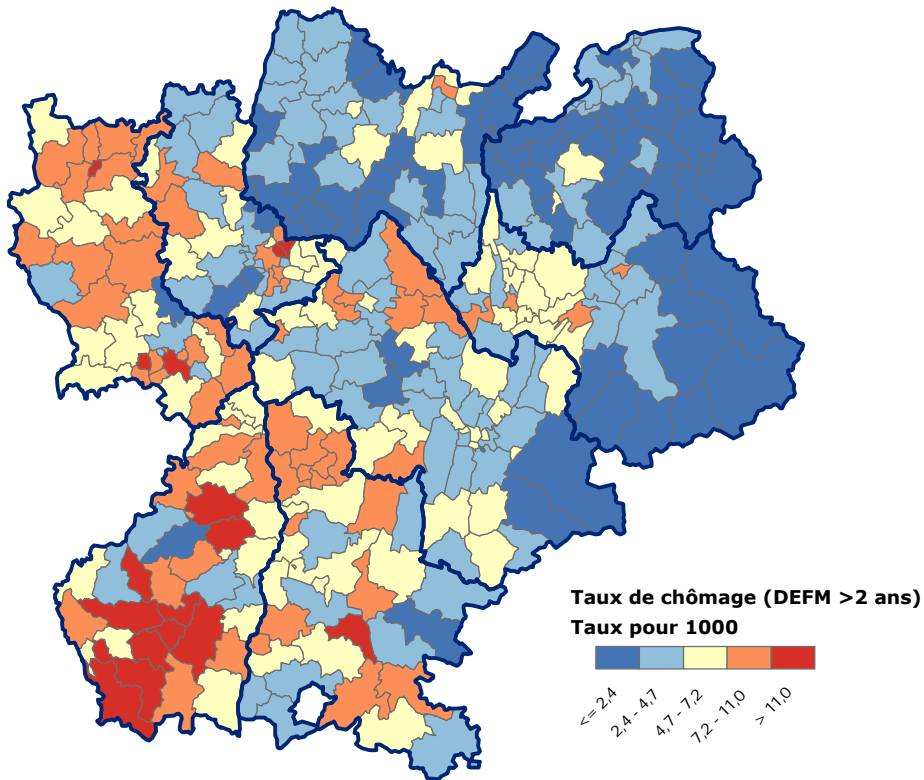 Taux de chômage (DEFM >2 ans)
Taux pour 1000
<= 2,4
2,4 - 4,7
4,7 - 7,2
7,2 - 11,0
> 11,0